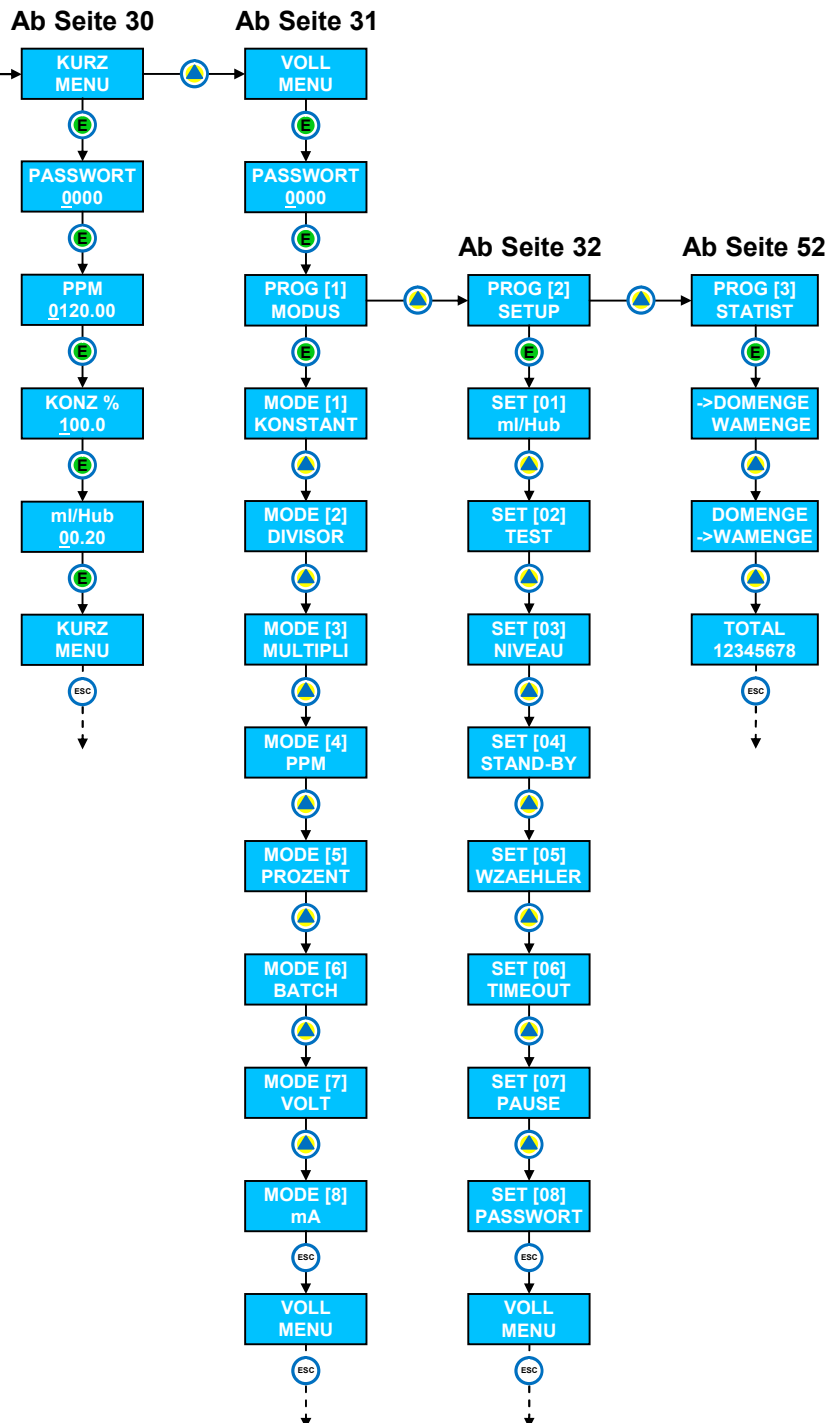 Ab Seite 30
KURZ
MENU
E
PASSWORT
0000
E
PPM
0120.00
E
KONZ %
100.0
E
ml/Hub
00.20
E
KURZ
MENU
ESC
Ab Seite 31
VOLL
MENU
E
PASSWORT
0000
E
PROG [1]
MODUS
MODE [1]
KONSTANT
MODE [2]
DIVISOR
MODE [3]
MULTIPLI
MODE [4]
PPM
MODE [5]
PROZENT
MODE [6]
BATCH
MODE [7]
VOLT
MODE [8]
mA
ESC
VOLL
MENU
ESC
Ab Seite 32
PROG [2]
SETUP
E
SET [01]
ml/Hub
SET [02]
TEST
SET [03]
NIVEAU
SET [04]
STAND-BY
SET [05]
WZAEHLER
SET [06]
TIMEOUT
SET [07]
PAUSE
SET [08]
PASSWORT
ESC
VOLL
MENU
ESC
Ab Seite 52
PROG [3]
STATIST
E
->DOMENGE
WAMENGE
DOMENGE
->WAMENGE
TOTAL
12345678
ESC